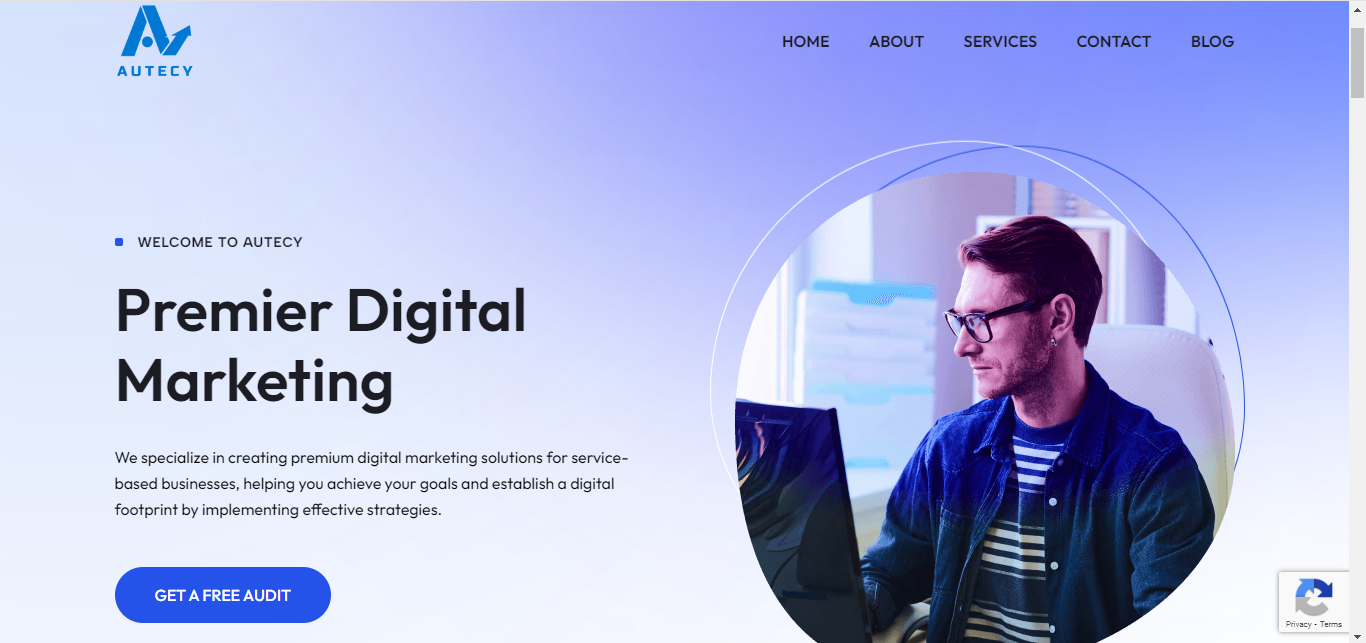 AUTECY
HOME ABOUT SERVICES CONTACT BLOG
WELCOME TO AUTECY
Premier Digital
Marketing
We specialize in creating premium digital marketing solutions for service-
based businesses, helping you achieve your goals and establish a digital
footprint by implementing effective strategies.
GET A FREE AUDIT
Privacy - Terms